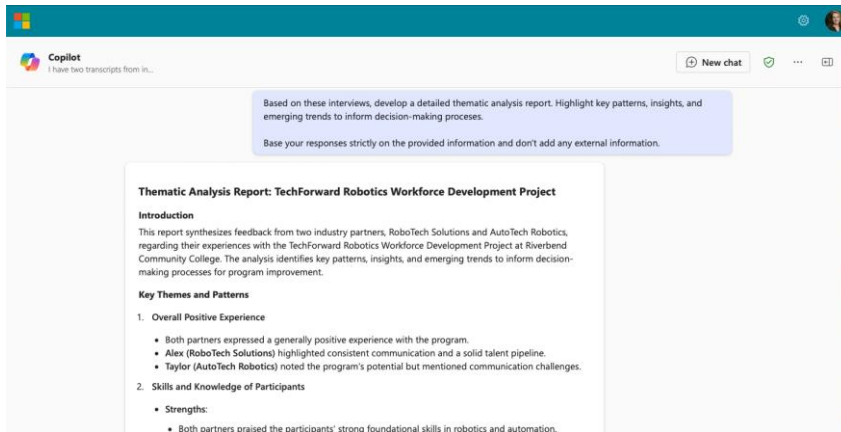 Copilot
I have two transcripts from in...
New chat
Based on these interviews, develop a detailed thematic analysis report. Highlight key patterns, insights, and
emerging trends to inform decision-making proceses.
Base your responses strictly on the provided information and don't add any external information.
Thematic Analysis Report: TechForward Robotics Workforce Development Project
Introduction
This report synthesizes feedback from two industry partners, RoboTech Solutions and AutoTech Robotics,
regarding their experiences with the TechForward Robotics Workforce Development Project at Riverbend
Community College. The analysis identifies key patterns, insights, and emerging trends to inform decision-
making processes for program improvement.
Key Themes and Patterns
1. Overall Positive Experience
• Both partners expressed a generally positive experience with the program.
• Alex (RoboTech Solutions) highlighted consistent communication and a solid talent pipeline.
• Taylor (AutoTech Robotics) noted the program's potential but mentioned communication challenges.
2. Skills and Knowledge of Participants
• Strengths:
• Both partners praised the participants' strong foundational skills in robotics and automation.